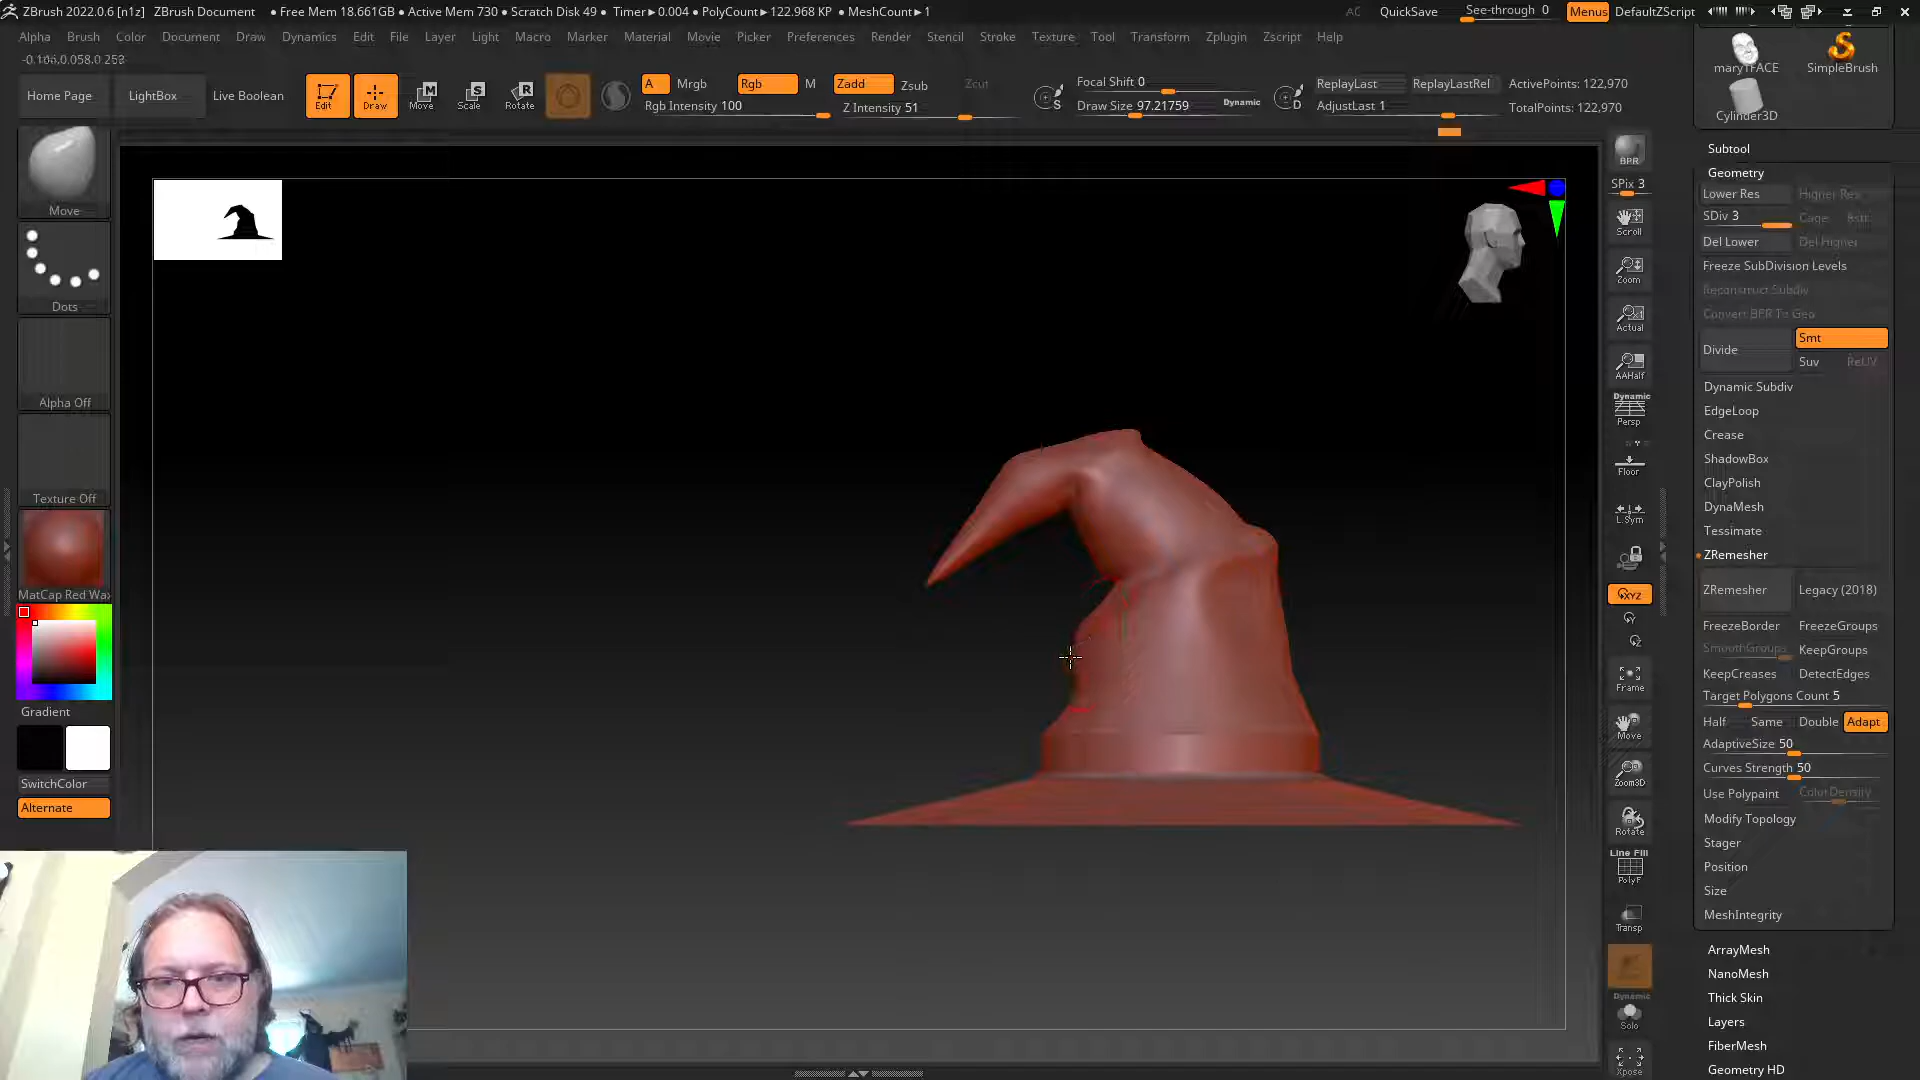 ZBrush 2022.0.6 [n1z] ZBrush Document ● Free Mem 18.661GB ● Active Mem 730 ● Scratch Disk 49 ● Timer▸0.004 ● PolyCount▸122.968 KP ● MeshCount▸1 AC QuickSave See-through 0 Menus DefaultZScript
Alpha Brush Color Document Draw Dynamics Edit File Layer Light Macro Marker Material Movie Picker Preferences Render Stencil Stroke Texture Tool Transform Zplugin Zscript Help
Home Page LightBox Live Boolean
Edit Draw Move Scale Rotate
A Mrgb Rgb M Zadd Zsub Zcut
Rgb Intensity 100 Z Intensity 51
Focal Shift 0
Draw Size 97.21759 Dynamic
S D
ReplayLast ReplayLastRel
AdjustLast 1
ActivePoints: 122,970
TotalPoints: 122,970
Move
Dots
Alpha Off
Texture Off
MatCap Red Wax
Gradient
SwitchColor
Alternate
BPR
SPix 3
Scroll
Zoom
Actual
AAHalf
Dynamic
Persp
Floor
L.Sym
XYZ
Frame
Move
Zoom3D
Rotate
Line Fill
PolyF
Transp
Dynamic
Solo
Xpose
maryTFACE SimpleBrush
Cylinder3D
Subtool
Geometry
Lower Res Higher Res
SDiv 3 Cage Rstr
Del Lower Del Higher
Freeze SubDivision Levels
Reconstruct Subdiv
Convert BPR To Geo
Divide Smt
Suv ReUV
Dynamic Subdiv
EdgeLoop
Crease
ShadowBox
ClayPolish
DynaMesh
Tessimate
ZRemesher
ZRemesher Legacy (2018)
FreezeBorder FreezeGroups
SmoothGroups KeepGroups
KeepCreases DetectEdges
Target Polygons Count 5
Half Same Double Adapt
AdaptiveSize 50
Curves Strength 50
Use Polypaint ColorDensity
Modify Topology
Stager
Position
Size
MeshIntegrity
ArrayMesh
NanoMesh
Thick Skin
Layers
FiberMesh
Geometry HD